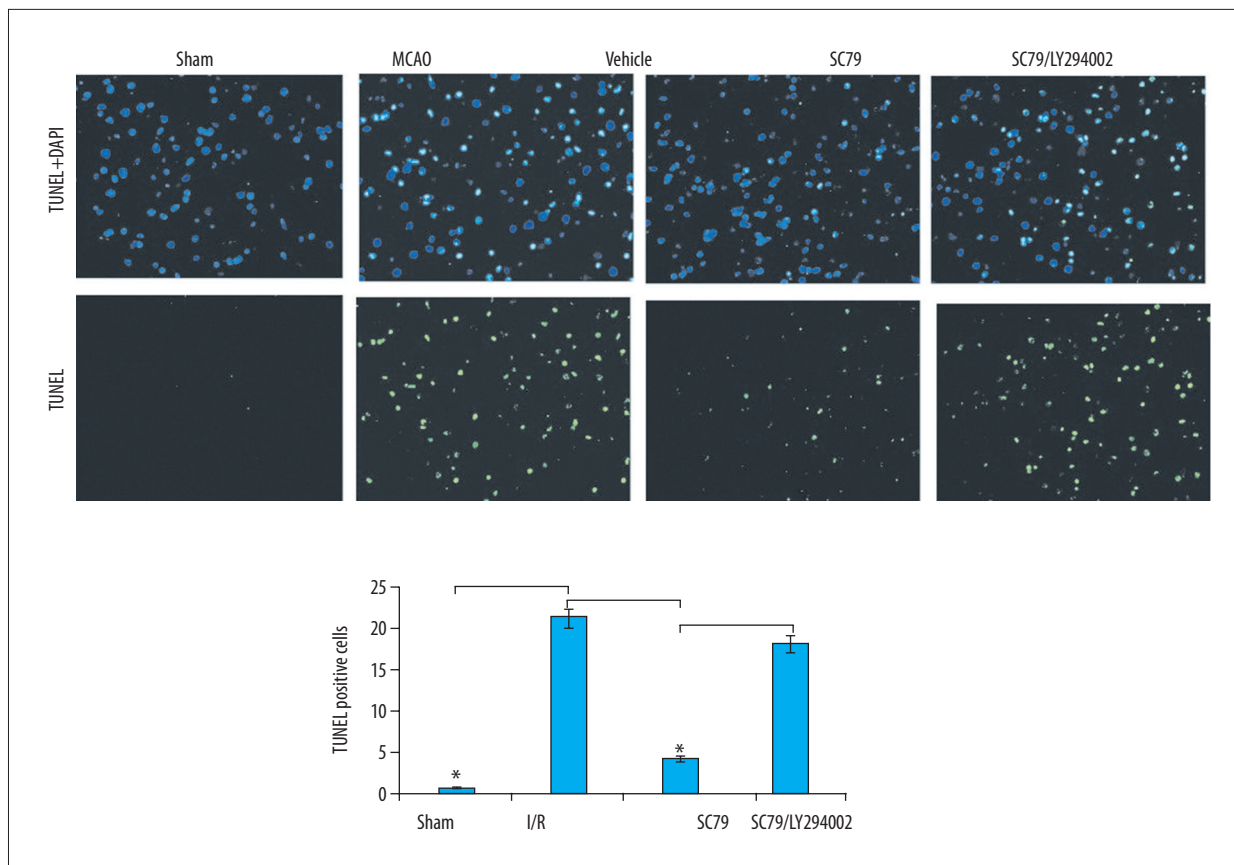 Sham MCAO Vehicle SC79 SC79/LY294002
TUNEL+DAPI
TUNEL
25
20
15
10
5
0
TUNEL positive cells
*
*
Sham I/R SC79 SC79/LY294002